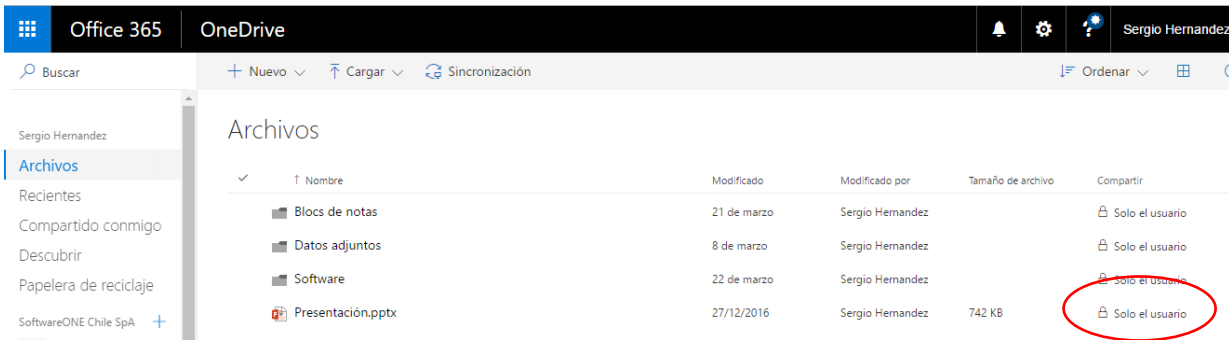 Office 365 OneDrive ? Sergio Hernandez
Buscar Nuevo Cargar Sincronización Ordenar
Sergio Hernandez
Archivos
Recientes
Compartido conmigo
Descubrir
Papelera de reciclaje
SoftwareONE Chile SpA +
Archivos
Nombre Modificado Modificado por Tamaño de archivo Compartir
Blocs de notas 21 de marzo Sergio Hernandez Solo el usuario
Datos adjuntos 8 de marzo Sergio Hernandez Solo el usuario
Software 22 de marzo Sergio Hernandez Solo el usuario
Presentación.pptx 27/12/2016 Sergio Hernandez 742 KB Solo el usuario